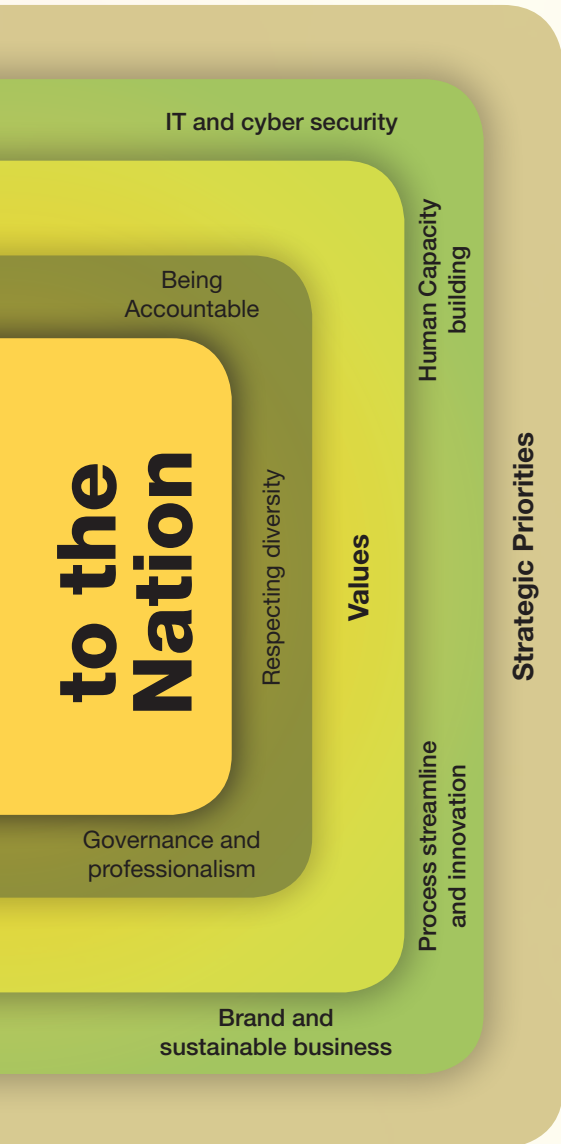 IT and cyber security
Human Capacity
building
Being
Accountable
to the
Nation
Respecting diversity
Values
Strategic Priorities
Governance and
professionalism
Process streamline
and innovation
Brand and
sustainable business